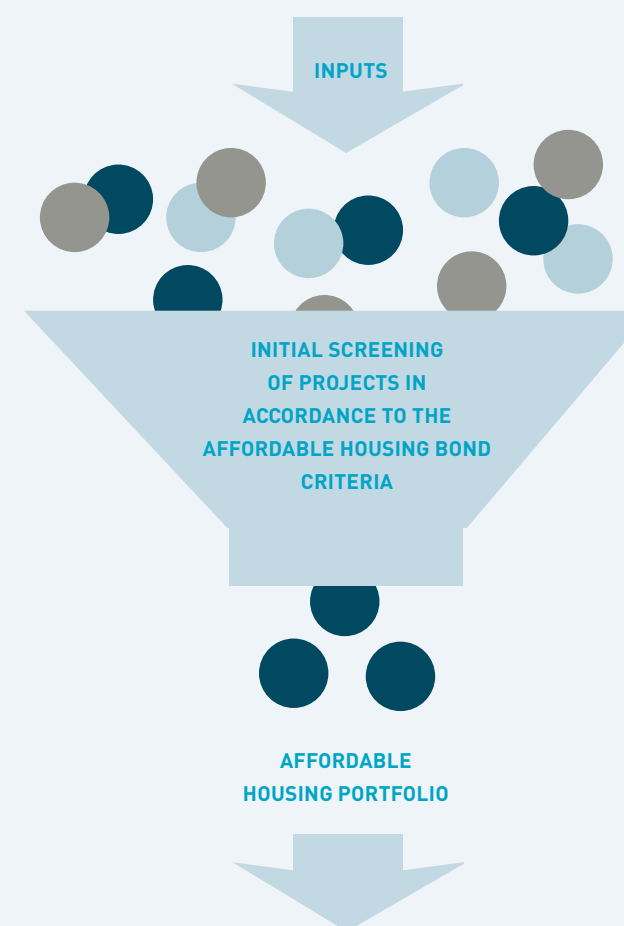 INPUTS
INITIAL SCREENING
OF PROJECTS IN
ACCORDANCE TO THE
AFFORDABLE HOUSING BOND
CRITERIA
AFFORDABLE
HOUSING PORTFOLIO